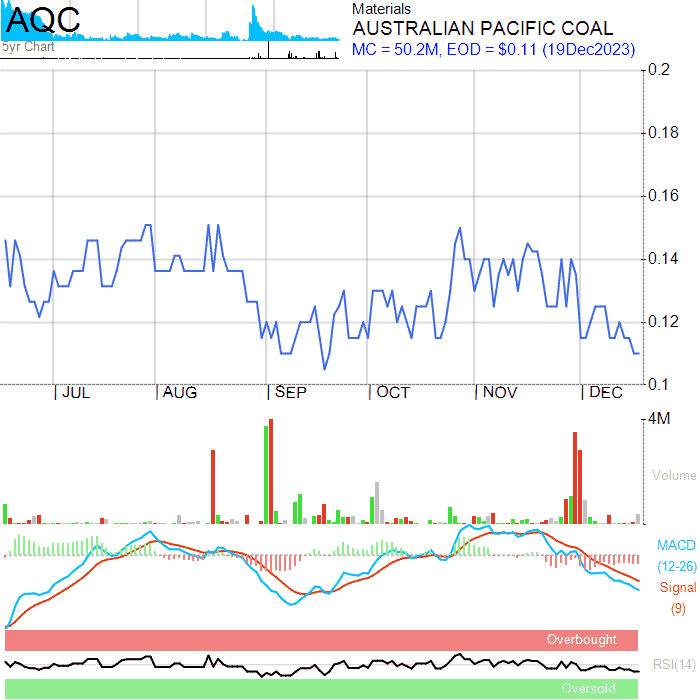 AQC
5yr Chart
Materials
AUSTRALIAN PACIFIC COAL
MC = 50.2M, EOD = $0.11 (19Dec2023)
0.2
0.18
0.16
0.14
0.12
0.1
JUL AUG SEP OCT NOV DEC
4M
Volume
MACD
(12-26)
Signal
(9)
Overbought
RSI(14)
Oversold